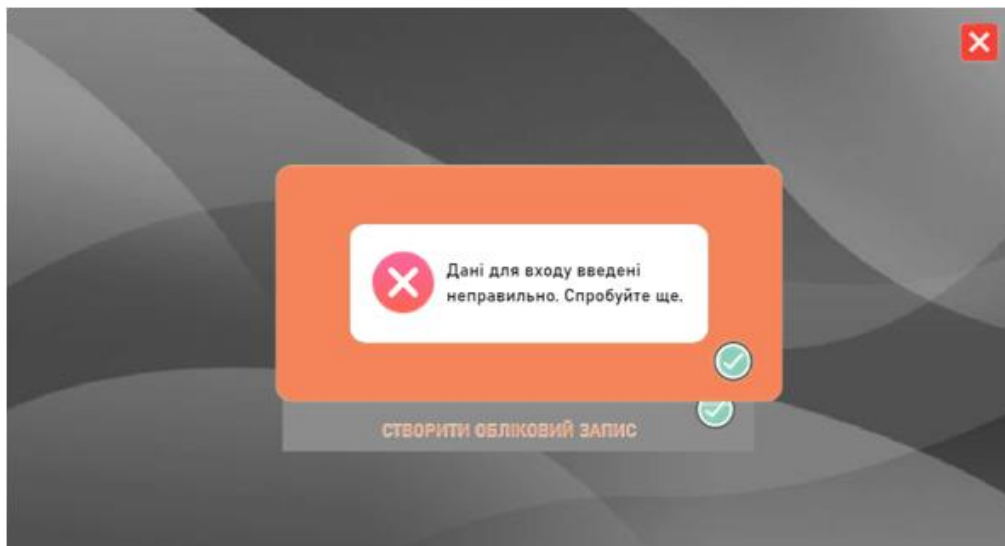 Дані для входу введені
неправильно. Спробуйте ще.
СТВОРИТИ ОБЛІКОВИЙ ЗАПИС